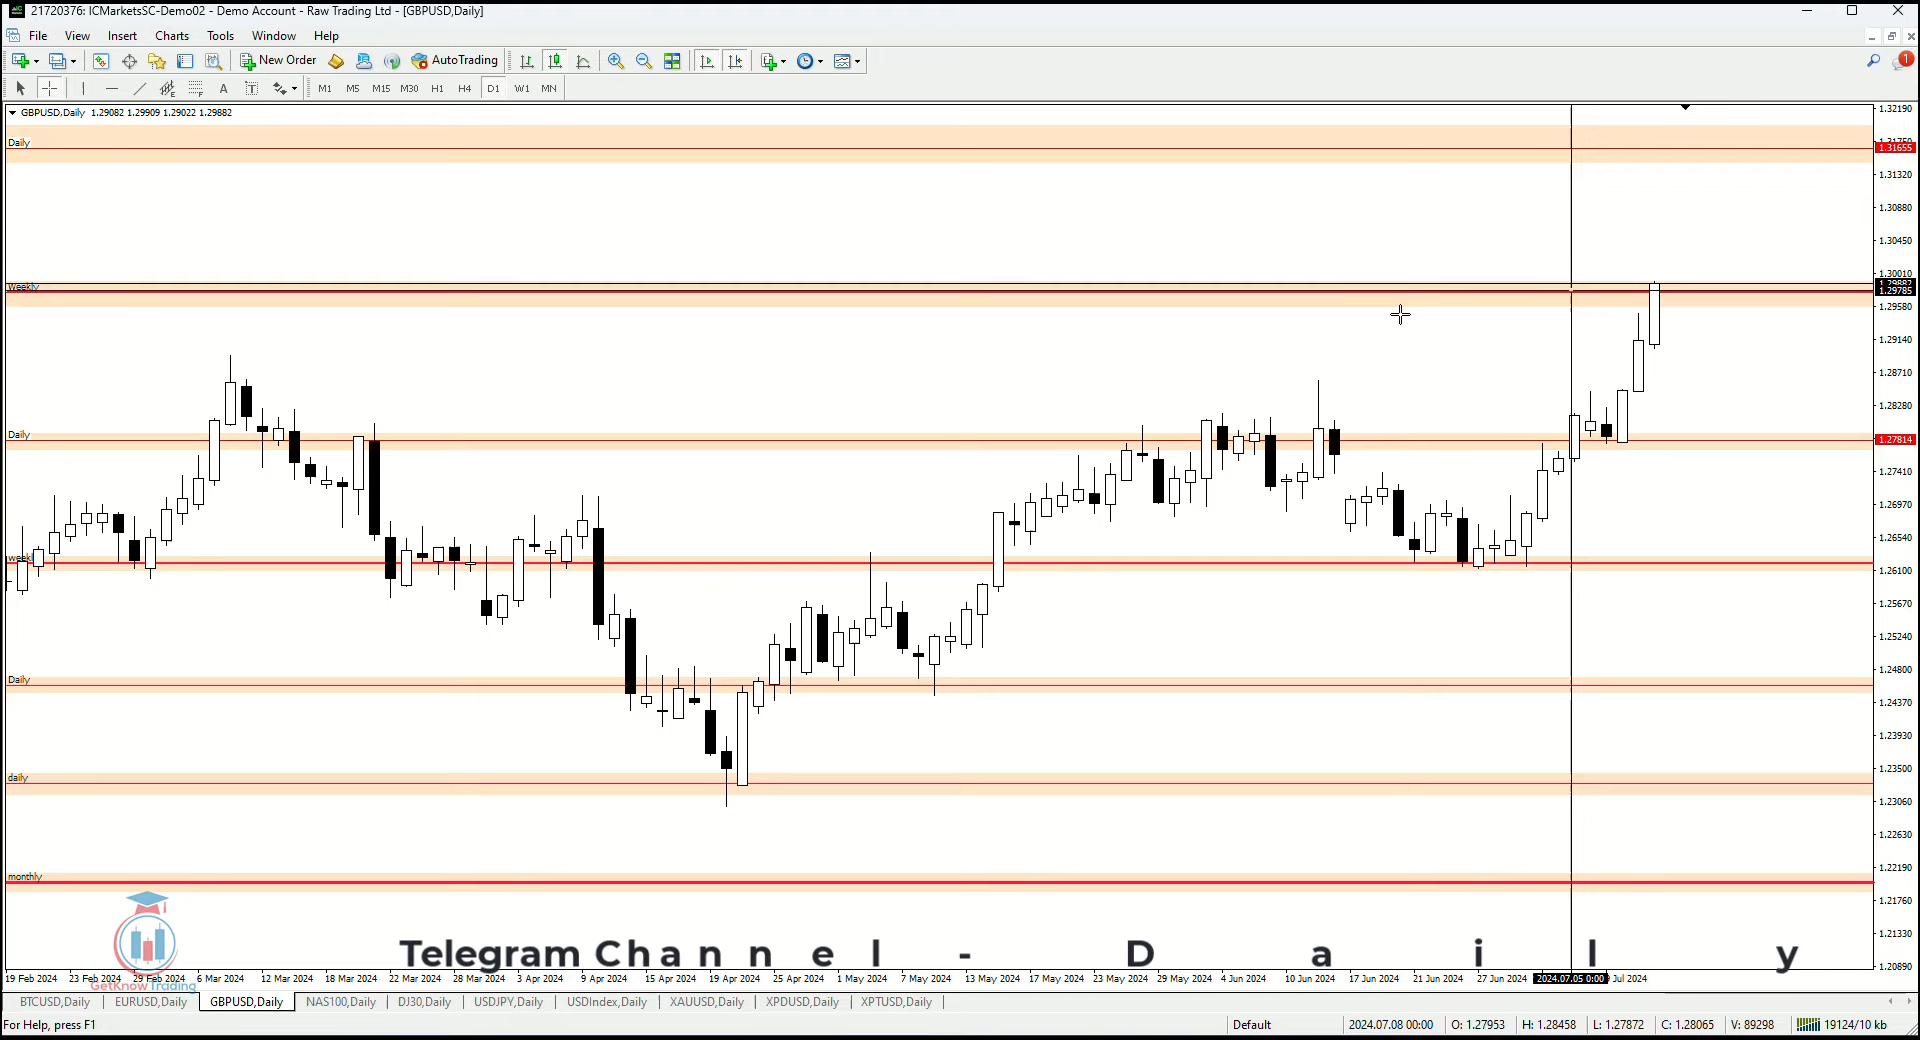 21720376: ICMarketsSC-Demo02 - Demo Account - Raw Trading Ltd - [GBPUSD,Daily]
File View Insert Charts Tools Window Help
New Order AutoTrading 1
A T M1 M5 M15 M30 H1 H4 D1 W1 MN
GBPUSD,Daily 1.29082 1.29909 1.29022 1.29882
1.32190
Daily
1.31655
1.31320
1.30880
1.30450
1.30010
Weekly
1.29882
1.29785
1.29580
1.29140
1.28710
1.28280
Daily
1.27814
1.27410
1.26970
1.26540
weekl
1.26100
1.25670
1.25240
1.24800
Daily
1.24370
1.23930
1.23500
daily
1.23060
1.22630
1.22190
monthly
1.21760
1.21330
Telegram Channel - Daily
1.20890
19 Feb 2024 23 Feb 2024 29 Feb 2024 6 Mar 2024 12 Mar 2024 18 Mar 2024 22 Mar 2024 28 Mar 2024 3 Apr 2024 9 Apr 2024 15 Apr 2024 19 Apr 2024 25 Apr 2024 1 May 2024 7 May 2024 13 May 2024 17 May 2024 23 May 2024 29 May 2024 4 Jun 2024 10 Jun 2024 17 Jun 2024 21 Jun 2024 27 Jun 2024 2024.07.05 0:00 Jul 2024
GetKnowTrading
BTCUSD,Daily EURUSD,Daily GBPUSD,Daily NAS100,Daily DJ30,Daily USDJPY,Daily USDIndex,Daily XAUUSD,Daily XPDUSD,Daily XPTUSD,Daily
For Help, press F1 Default 2024.07.08 00:00 O: 1.27953 H: 1.28458 L: 1.27872 C: 1.28065 V: 89298 19124/10 kb